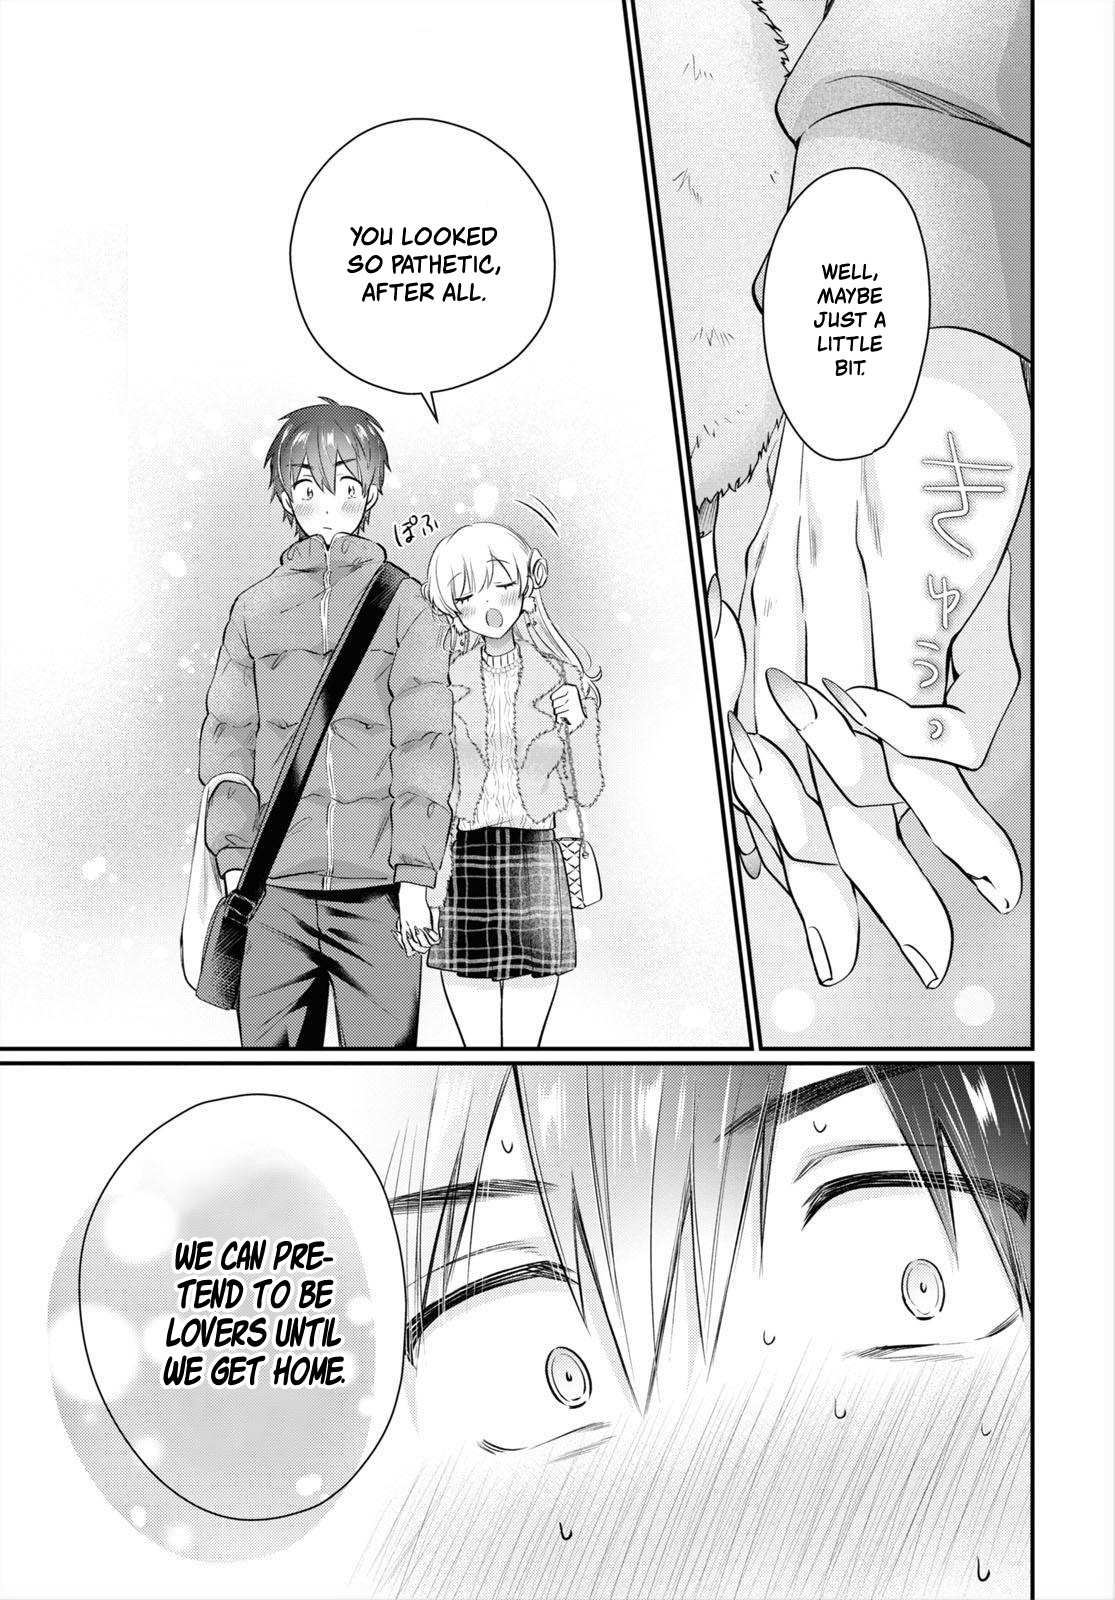 WELL,
MAYBE
JUST A
LITTLE
BIT.
きゅうっ
YOU LOOKED
SO PATHETIC,
AFTER ALL.
ぽふ
WE CAN PRE-
TEND TO BE
LOVERS UNTIL
WE GET HOME.